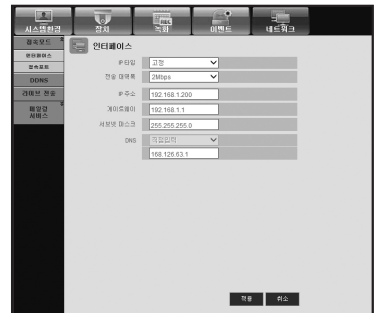 시스템환경
장치
녹화
이벤트
네트워크
접속모드
인터페이스
접속포트
DDNS
라이브 전송
메일링
서비스
인터페이스
IP 타입 고정
전송 대역폭 2Mbps
IP 주소 192.168.1.200
게이트웨이 192.168.1.1
서브넷 마스크 255.255.255.0
DNS 직접입력
168.126.63.1
적용 취소